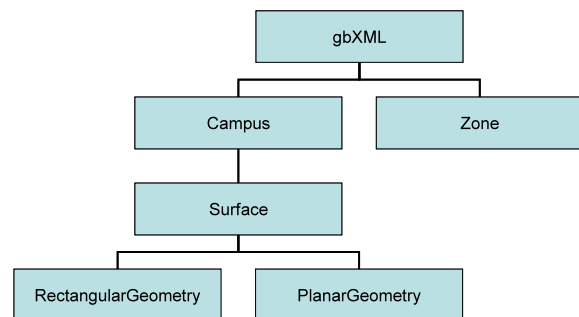 gbXML
Campus
Zone
Surface
RectangularGeometry
PlanarGeometry